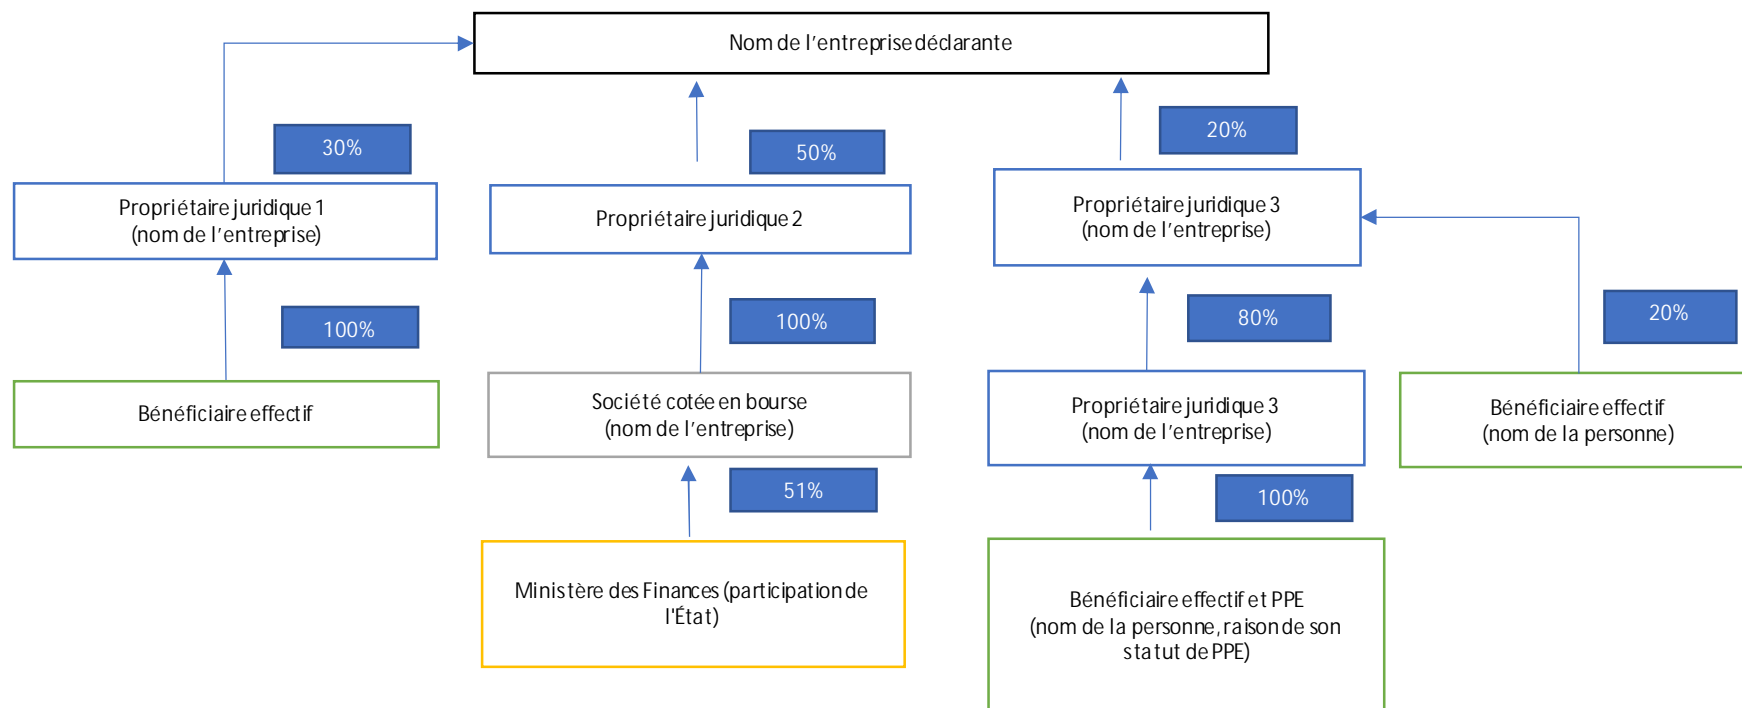 Nom de l'entreprise déclarante
30%
50%
20%
Propriétaire juridique 1
(nom de l'entreprise)
Propriétaire juridique 2
Propriétaire juridique 3
(nom de l'entreprise)
100%
100%
80%
20%
Bénéficiaire effectif
Société cotée en bourse
(nom de l'entreprise)
Propriétaire juridique 3
(nom de l'entreprise)
Bénéficiaire effectif
(nom de la personne)
51%
100%
Ministère des Finances (participation de
l'État)
Bénéficiaire effectif et PPE
(nom de la personne, raison de son
statut de PPE)